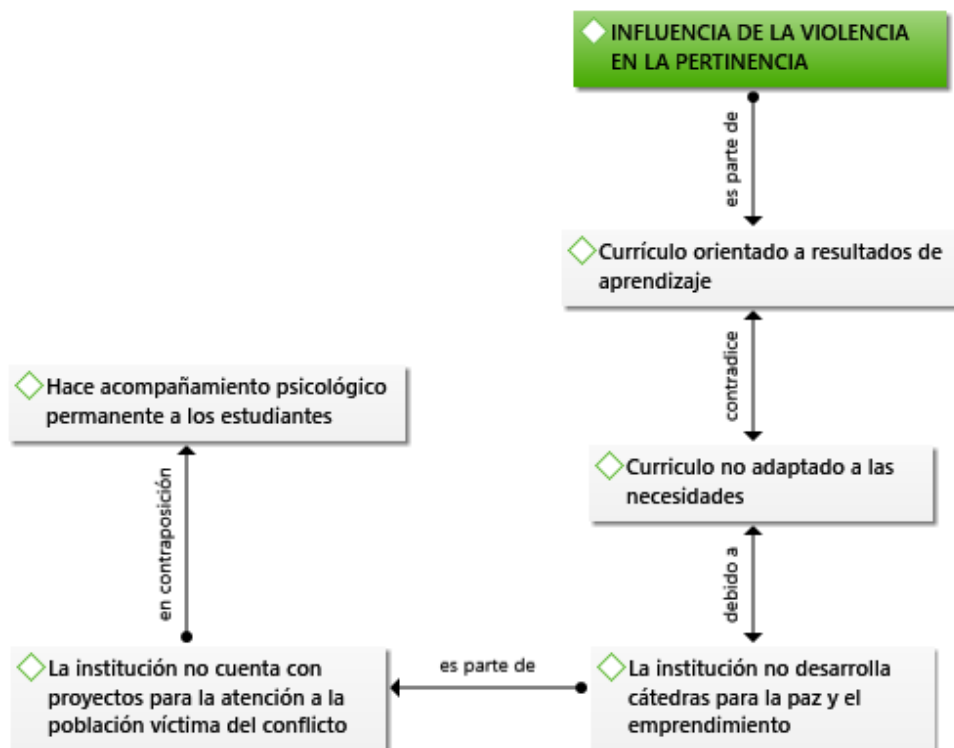 INFLUENCIA DE LA VIOLENCIA
EN LA PERTINENCIA
es parte de
Currículo orientado a resultados de
aprendizaje
contradice
Hace acompañamiento psicológico
permanente a los estudiantes
Curriculo no adaptado a las
necesidades
en contraposición
debido a
La institución no cuenta con
proyectos para la atención a la
población víctima del conflicto
es parte de
La institución no desarrolla
cátedras para la paz y el
emprendimiento